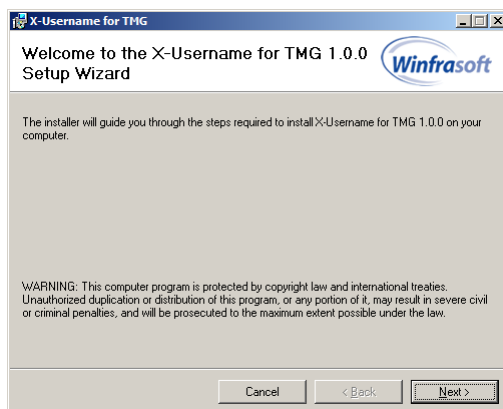 X-Username for TMG
Welcome to the X-Username for TMG 1.0.0
Setup Wizard
Winfrasoft
The installer will guide you through the steps required to install X-Username for TMG 1.0.0 on your
computer.
WARNING: This computer program is protected by copyright law and international treaties.
Unauthorized duplication or distribution of this program, or any portion of it, may result in severe civil
or criminal penalties, and will be prosecuted to the maximum extent possible under the law.
Cancel
< Back
Next >